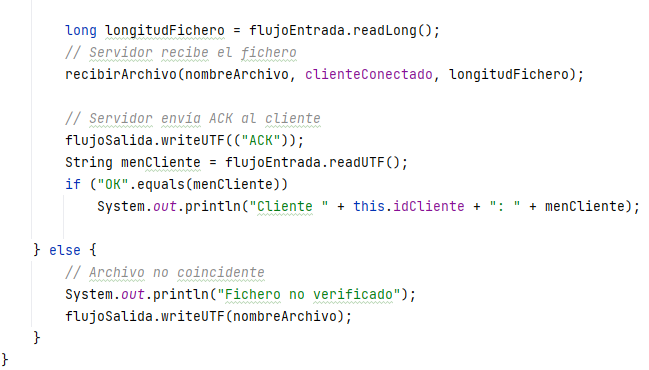 long longitudFichero = flujoEntrada.readLong();
// Servidor recibe el fichero
recibirArchivo(nombreArchivo, clienteConectado, longitudFichero);
// Servidor envía ACK al cliente
flujoSalida.writeUTF(("ACK"));
String menCliente = flujoEntrada.readUTF();
if ("OK".equals(menCliente))
System.out.println("Cliente " + this.idCliente + ": " + menCliente);
} else {
// Archivo no coincidente
System.out.println("Fichero no verificado");
flujoSalida.writeUTF(nombreArchivo);
}
}